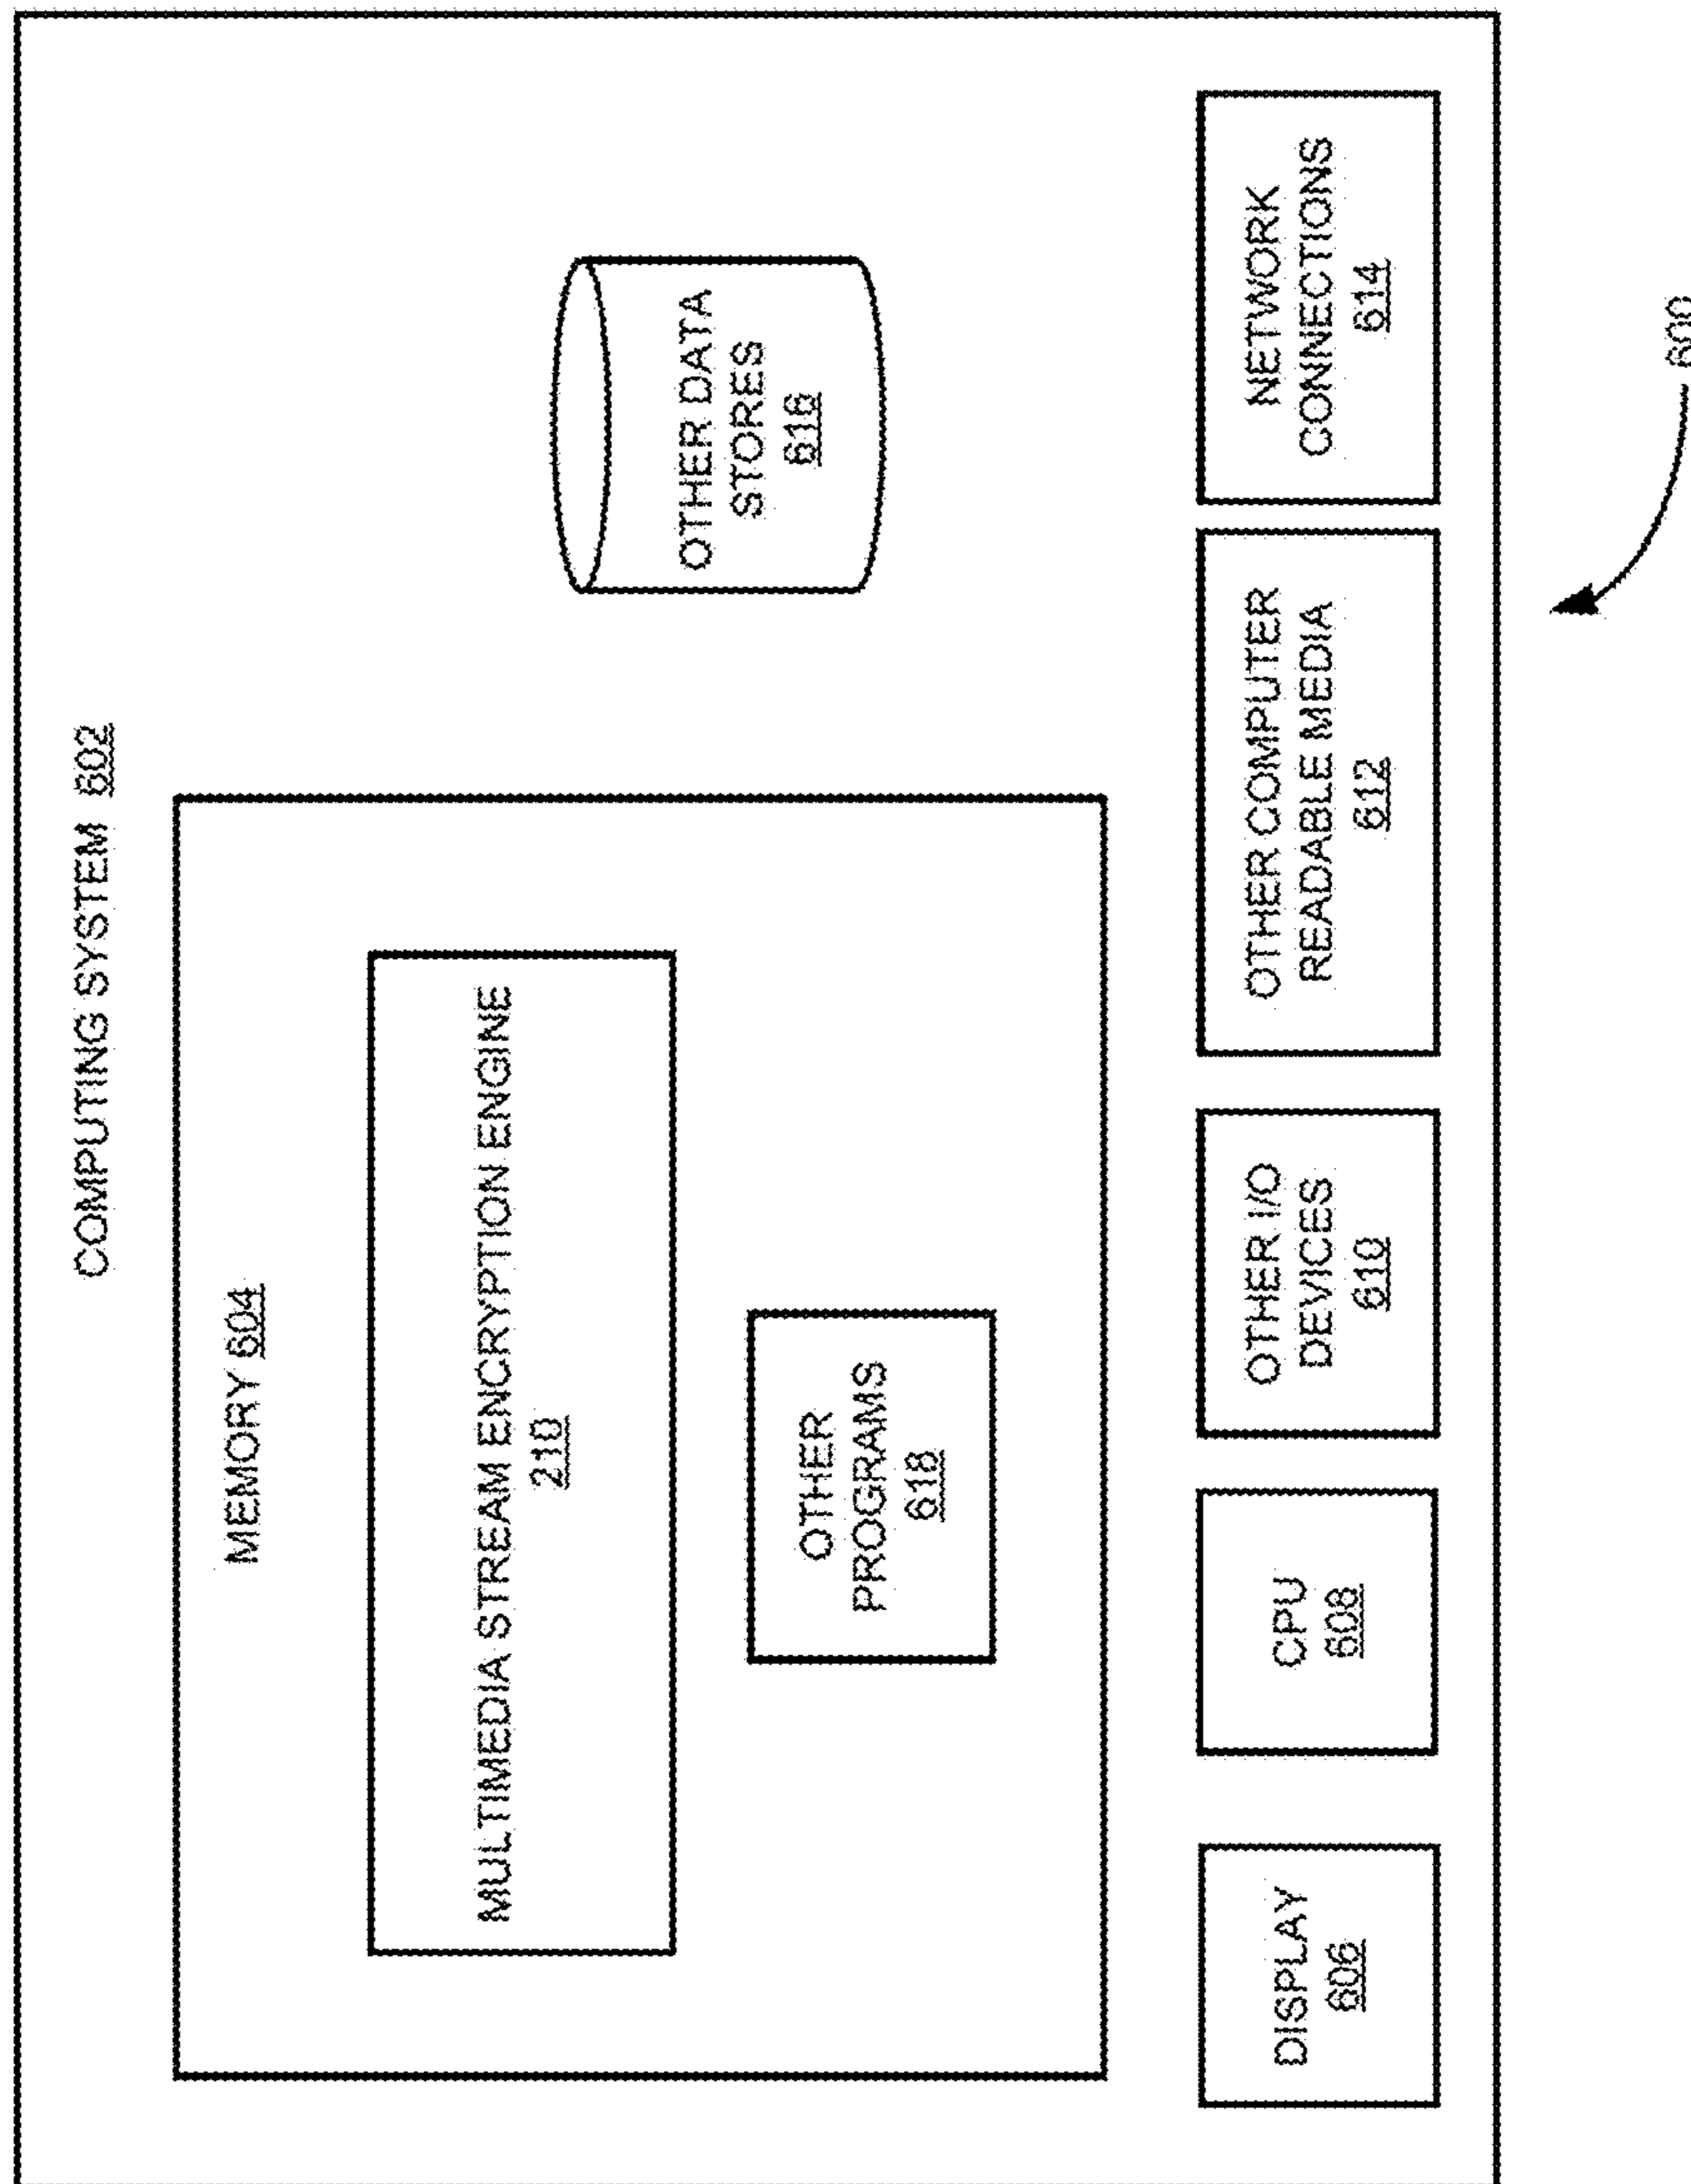 COMPUTING SYSTEM 602
MEMORY 604
MULTIMEDIA STREAM ENCRYPTION ENGINE
210
OTHER
PROGRAMS
618
OTHER DATA
STORES
616
DISPLAY
606
CPU
608
OTHER I/O
DEVICES
610
OTHER COMPUTER
READABLE MEDIA
612
NETWORK
CONNECTIONS
614
600